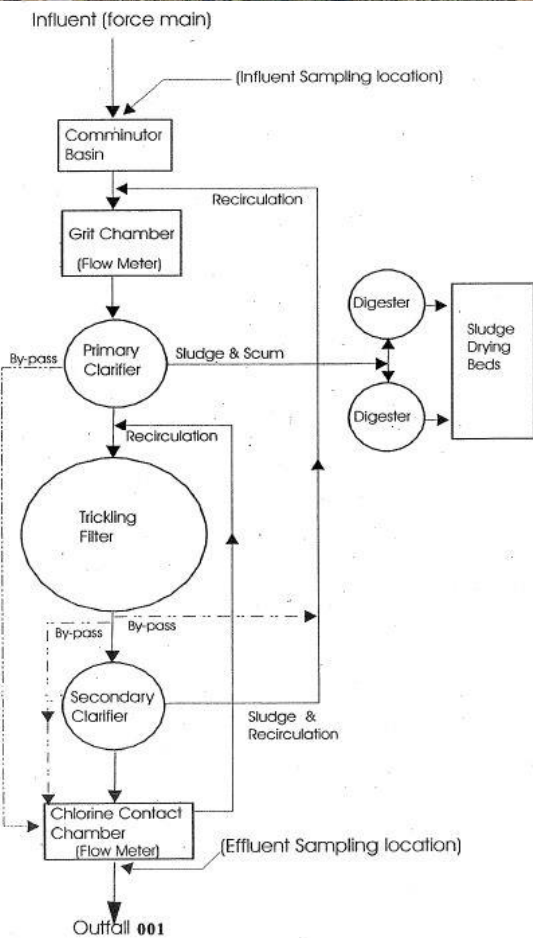 Influent (force main)
(Influent Sampling location)
Comminutor
Basin
Recirculation
Grit Chamber
(Flow Meter)
Digester
Sludge
Drying
Beds
By-pass
Primary
Clarifier
Sludge & Scum
Digester
Recirculation
Trickling
Filter
By-pass
By-pass
Secondary
Clarifier
Sludge &
Recirculation
Chlorine Contact
Chamber
(Flow Meter)
(Effluent Sampling location)
Outfall 001